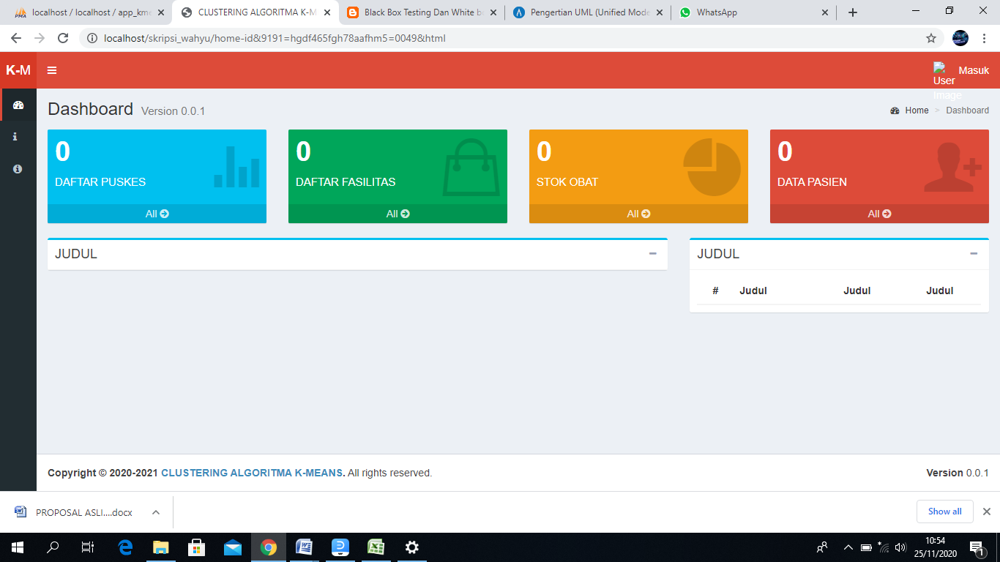 localhost / localhost / app_kme
CLUSTERING ALGORITMA K-M
Black Box Testing Dan White b
Pengertian UML (Unified Mode
WhatsApp
localhost/skripsi_wahyu/home-id&9191=hgdf465fgh78aafhm5=0049&html
K-M
User Image
Masuk
Dashboard Version 0.0.1
Home > Dashboard
0
DAFTAR PUSKES
All
0
DAFTAR FASILITAS
All
0
STOK OBAT
All
0
DATA PASIEN
All
JUDUL
JUDUL
# Judul Judul Judul
Copyright © 2020-2021 CLUSTERING ALGORITMA K-MEANS. All rights reserved.
Version 0.0.1
PROPOSAL ASLI....docx
Show all
10:54
25/11/2020
1